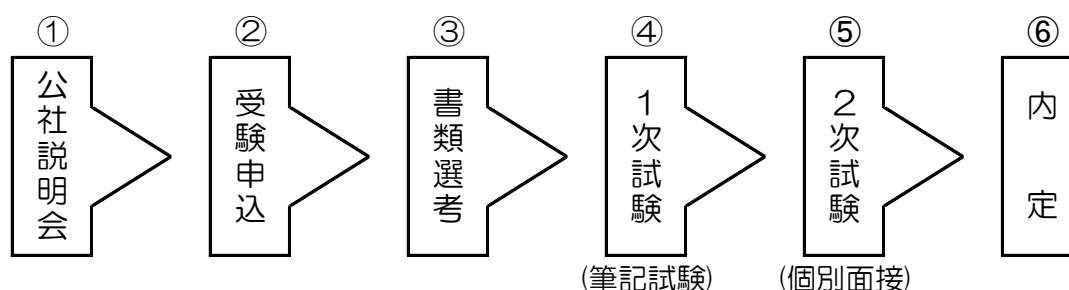 ①
公社説明会
②
受験申込
③
書類選考
④
1次試験
(筆記試験)
⑤
2次試験
(個別面接)
⑥
内定